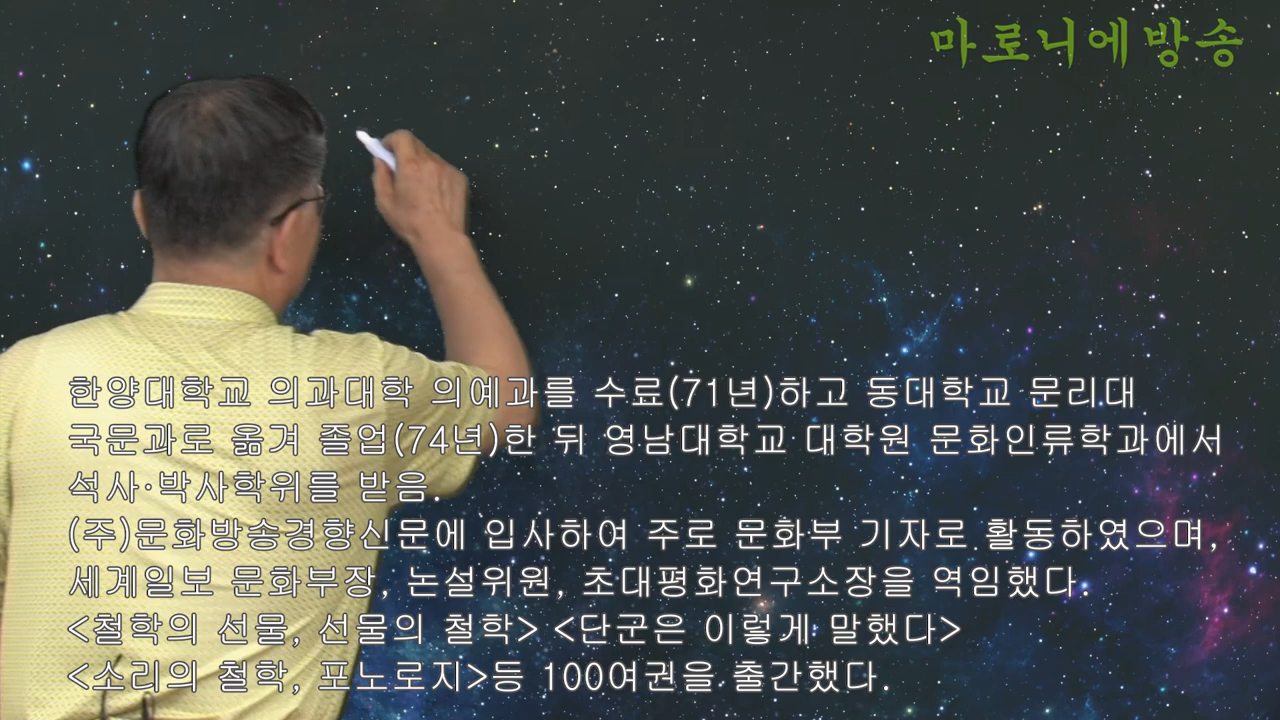 마로니에방송
한양대학교 의과대학 의예과를 수료(71년)하고 동대학교 문리대
국문과로 옮겨 졸업(74년)한 뒤 영남대학교 대학원 문화인류학과에서
석사·박사학위를 받음.
(주)문화방송경향신문에 입사하여 주로 문화부 기자로 활동하였으며,
세계일보 문화부장, 논설위원, 초대평화연구소장을 역임했다.
<철학의 선물, 선물의 철학> <단군은 이렇게 말했다>
<소리의 철학, 포노로지>등 100여권을 출간했다.